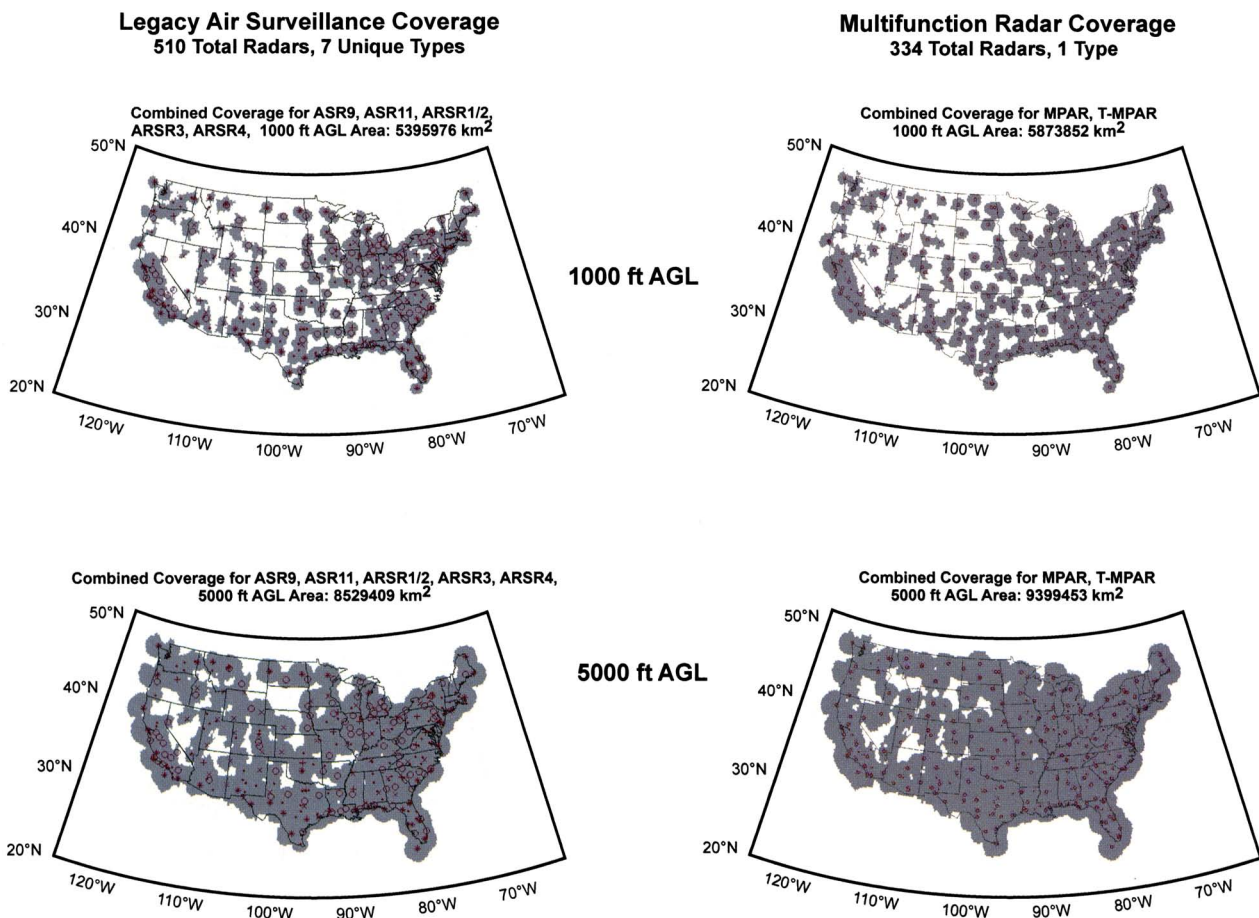 Legacy Air Surveillance Coverage
510 Total Radars, 7 Unique Types
Multifunction Radar Coverage
334 Total Radars, 1 Type
Combined Coverage for ASR9, ASR11, ARSR1/2,
ARSR3, ARSR4, 1000 ft AGL Area: 5395976 km²
50°N
40°N
30°N
20°N
120°W
110°W
100°W
90°W
80°W
70°W
1000 ft AGL
Combined Coverage for MPAR, T-MPAR
1000 ft AGL Area: 5873852 km²
50°N
40°N
30°N
20°N
120°W
110°W
100°W
90°W
80°W
70°W
Combined Coverage for ASR9, ASR11, ARSR1/2, ARSR3, ARSR4,
5000 ft AGL Area: 8529409 km²
50°N
40°N
30°N
20°N
120°W
110°W
100°W
90°W
80°W
70°W
5000 ft AGL
Combined Coverage for MPAR, T-MPAR
5000 ft AGL Area: 9399453 km²
50°N
40°N
30°N
20°N
120°W
110°W
100°W
90°W
80°W
70°W